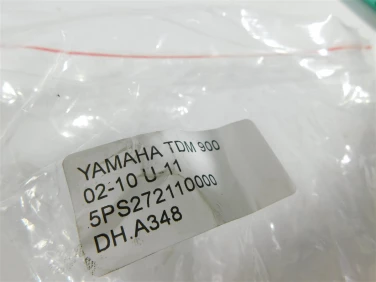 YAMAHA TDM 900
02-10 U 11
5PS272110000
DH.A348